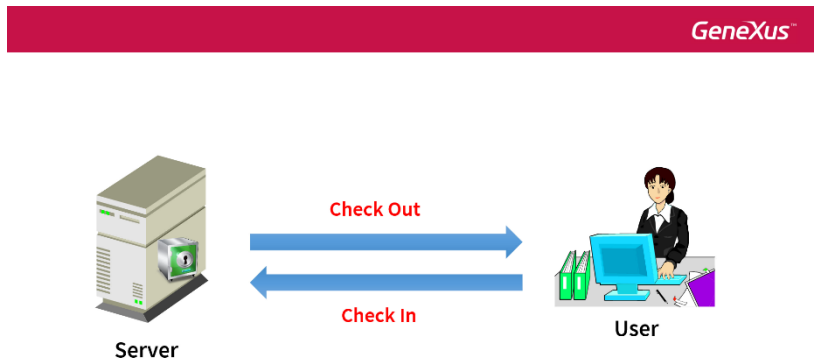 GeneXus™
Check Out
Check In
User
Server